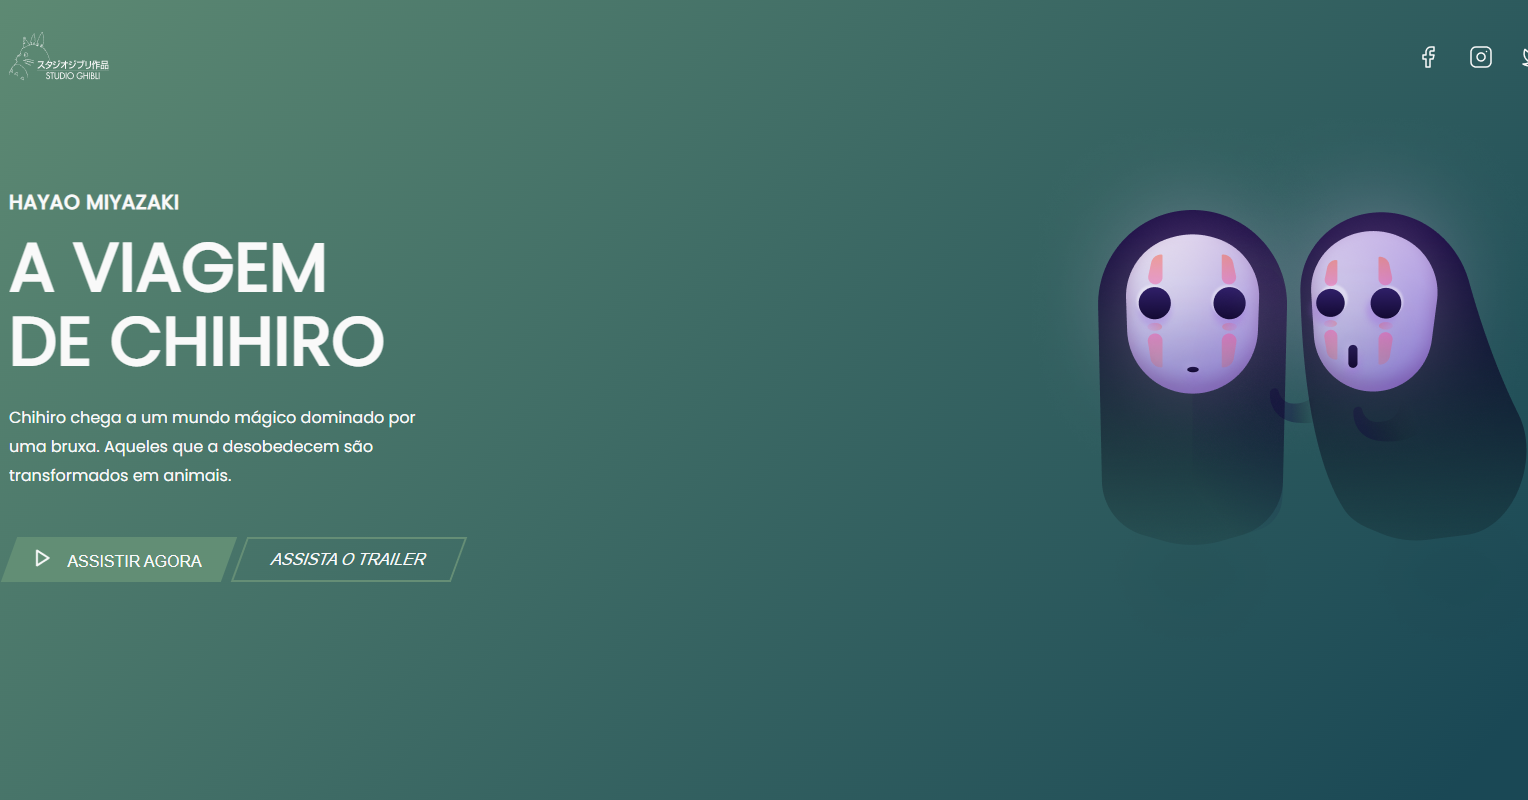 スタジオジブリ作品
STUDIO GHIBLI
HAYAO MIYAZAKI
A VIAGEM
DE CHIHIRO
Chihiro chega a um mundo mágico dominado por
uma bruxa. Aqueles que a desobedecem são
transformados em animais.
ASSISTIR AGORA
ASSISTA O TRAILER